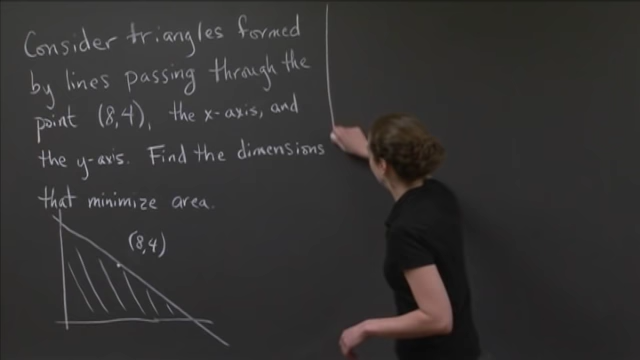 Consider triangles formed
by lines passing through the
point (8,4), the x-axis, and
the y-axis. Find the dimensions
that minimize area.
(8,4)